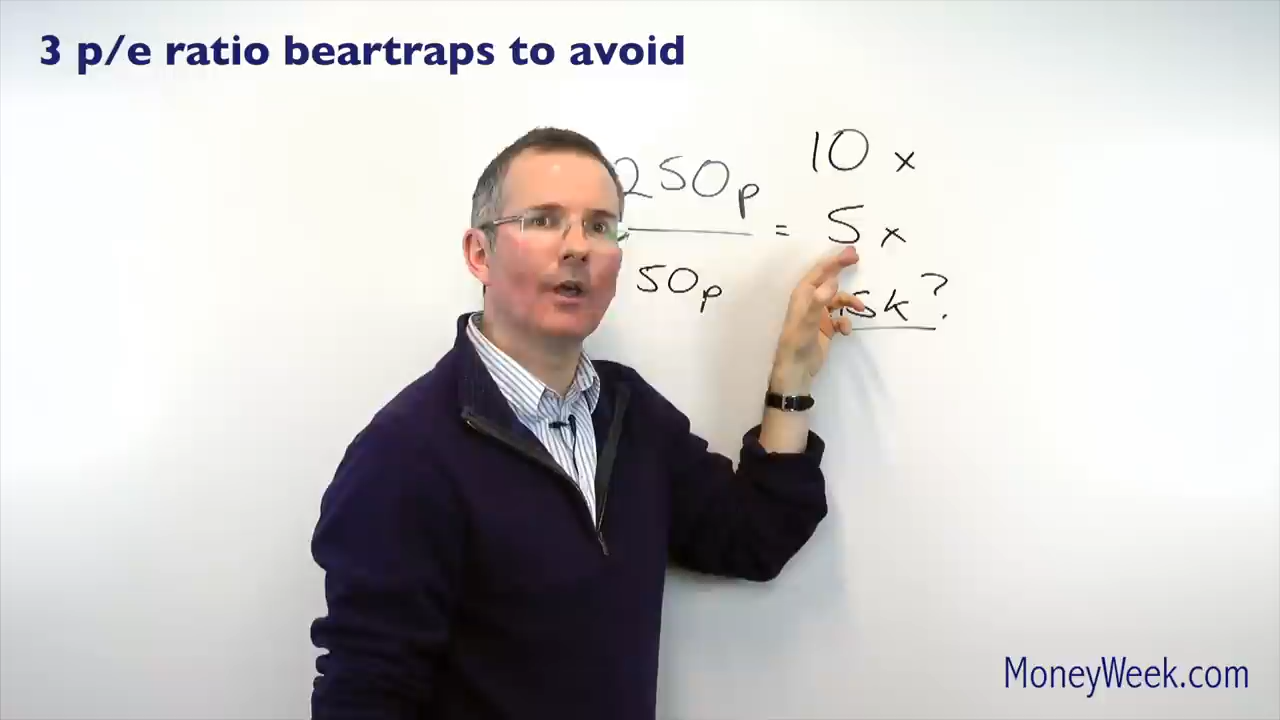 3 p/e ratio beartraps to avoid
10 x
250p
= 5 x
50p
?
MoneyWeek.com